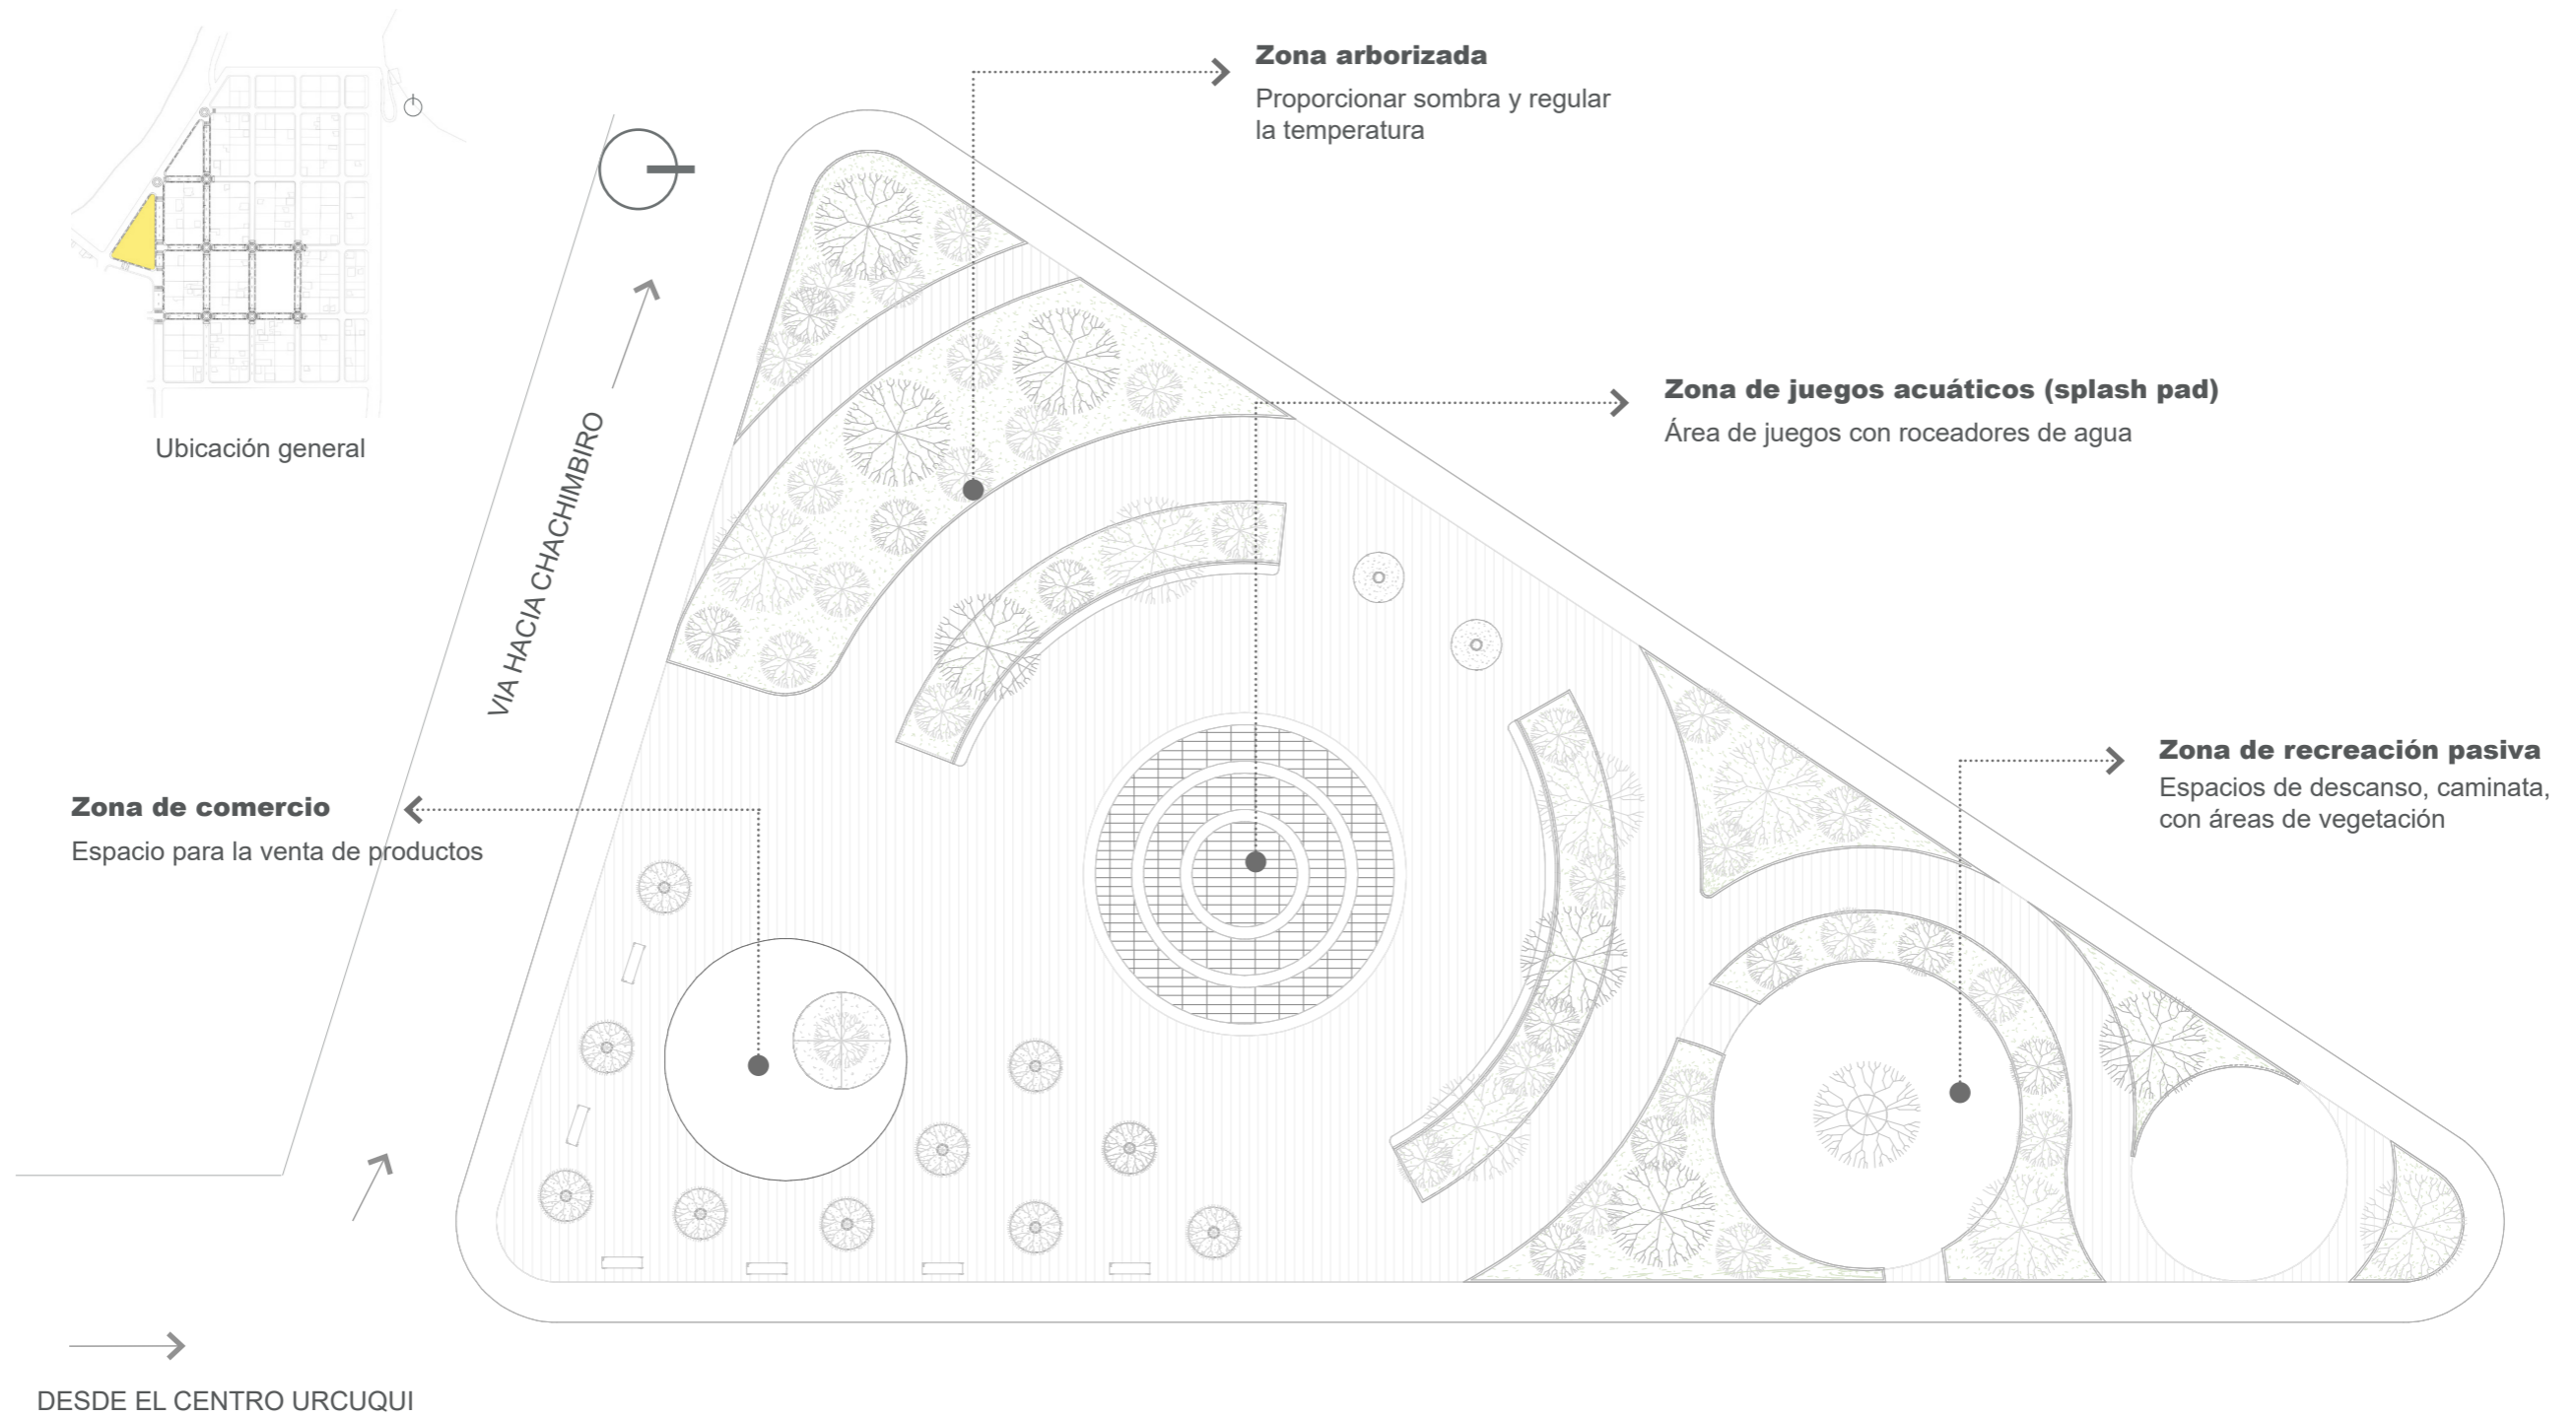 Zona arborizada
Proporcionar sombra y regular
la temperatura
Ubicación general
VIA HACIA CHACHIMBIRO
Zona de juegos acuáticos (splash pad)
Área de juegos con roceadores de agua
Zona de recreación pasiva
Espacios de descanso, caminata,
con áreas de vegetación
Zona de comercio
Espacio para la venta de productos
DESDE EL CENTRO URCUQUI